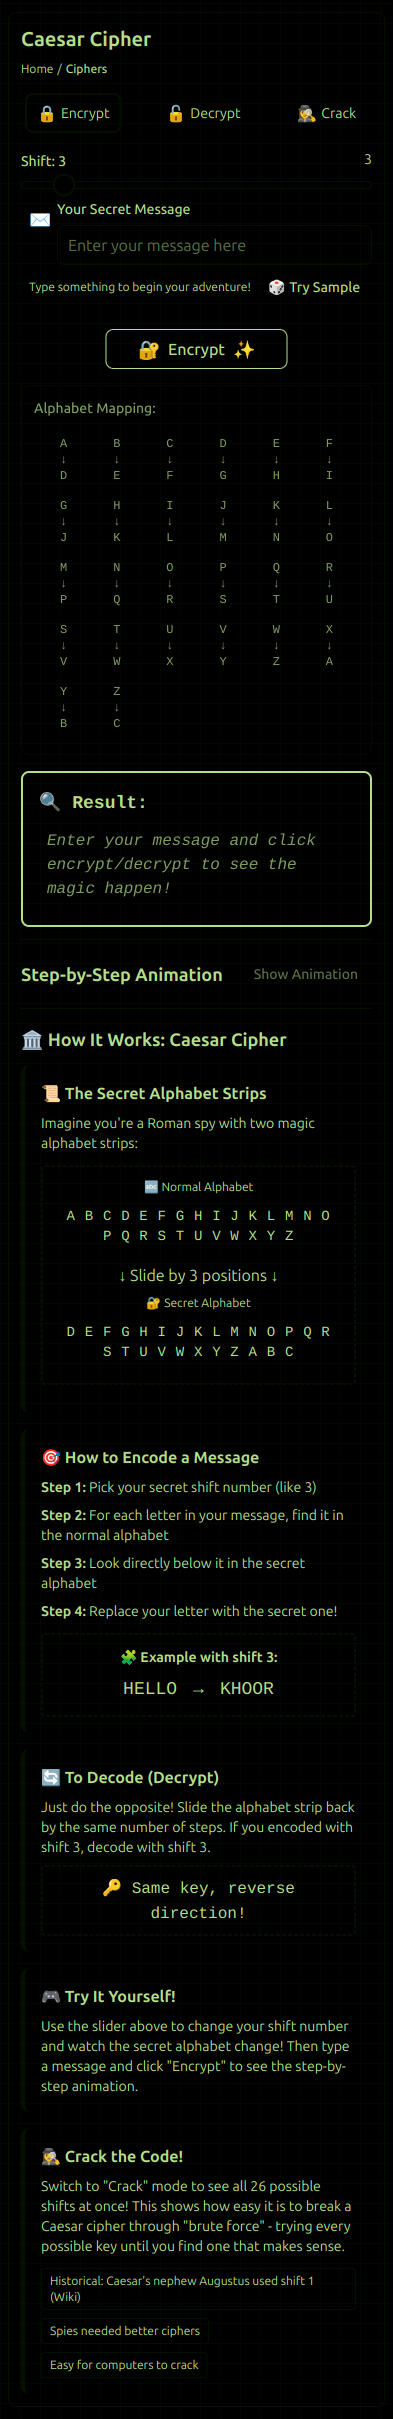 Caesar Cipher
Home / Ciphers
🔒 Encrypt 🔓 Decrypt 🕵️ Crack
Shift: 3 3
Your Secret Message
Enter your message here
Type something to begin your adventure! 🎲 Try Sample
🔐 Encrypt ✨
Alphabet Mapping:
A B C D E F
↓ ↓ ↓ ↓ ↓ ↓
D E F G H I
G H I J K L
↓ ↓ ↓ ↓ ↓ ↓
J K L M N O
M N O P Q R
↓ ↓ ↓ ↓ ↓ ↓
P Q R S T U
S T U V W X
↓ ↓ ↓ ↓ ↓ ↓
V W X Y Z A
Y Z
↓ ↓
B C
🔍 Result:
Enter your message and click
encrypt/decrypt to see the
magic happen!
Step-by-Step Animation Show Animation
🏛️ How It Works: Caesar Cipher
📜 The Secret Alphabet Strips
Imagine you're a Roman spy with two magic
alphabet strips:
🔤 Normal Alphabet
A B C D E F G H I J K L M N O
P Q R S T U V W X Y Z
↓ Slide by 3 positions ↓
🔐 Secret Alphabet
D E F G H I J K L M N O P Q R
S T U V W X Y Z A B C
🎯 How to Encode a Message
Step 1: Pick your secret shift number (like 3)
Step 2: For each letter in your message, find it in
the normal alphabet
Step 3: Look directly below it in the secret
alphabet
Step 4: Replace your letter with the secret one!
🧩 Example with shift 3:
HELLO → KHOOR
🔄 To Decode (Decrypt)
Just do the opposite! Slide the alphabet strip back
by the same number of steps. If you encoded with
shift 3, decode with shift 3.
🔑 Same key, reverse
direction!
🎮 Try It Yourself!
Use the slider above to change your shift number
and watch the secret alphabet change! Then type
a message and click "Encrypt" to see the step-by-
step animation.
🕵️ Crack the Code!
Switch to "Crack" mode to see all 26 possible
shifts at once! This shows how easy it is to break a
Caesar cipher through "brute force" - trying every
possible key until you find one that makes sense.
Historical: Caesar's nephew Augustus used shift 1
(Wiki)
Spies needed better ciphers
Easy for computers to crack